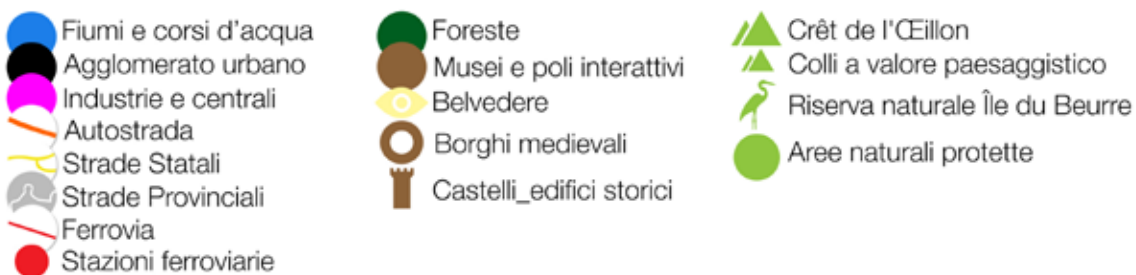 Fiumi e corsi d'acqua
Agglomerato urbano
Industrie e centrali
Autostrada
Strade Statali
Strade Provinciali
Ferrovia
Stazioni ferroviarie
Foreste
Musei e poli interattivi
Belvedere
Borghi medievali
Castelli_edifici storici
Crêt de l'Œillon
Colli a valore paesaggistico
Riserva naturale Île du Beurre
Aree naturali protette